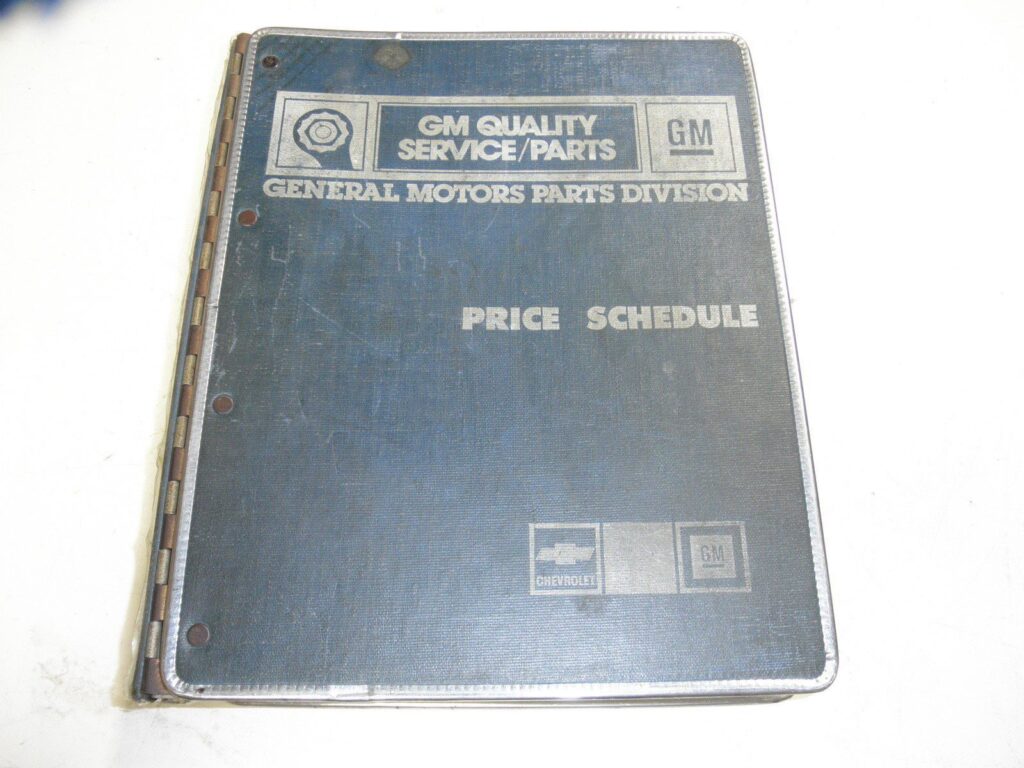 GM QUALITY
SERVICE/PARTS
GM
GENERAL MOTORS PARTS DIVISION
PRICE SCHEDULE
CHEVROLET
GM